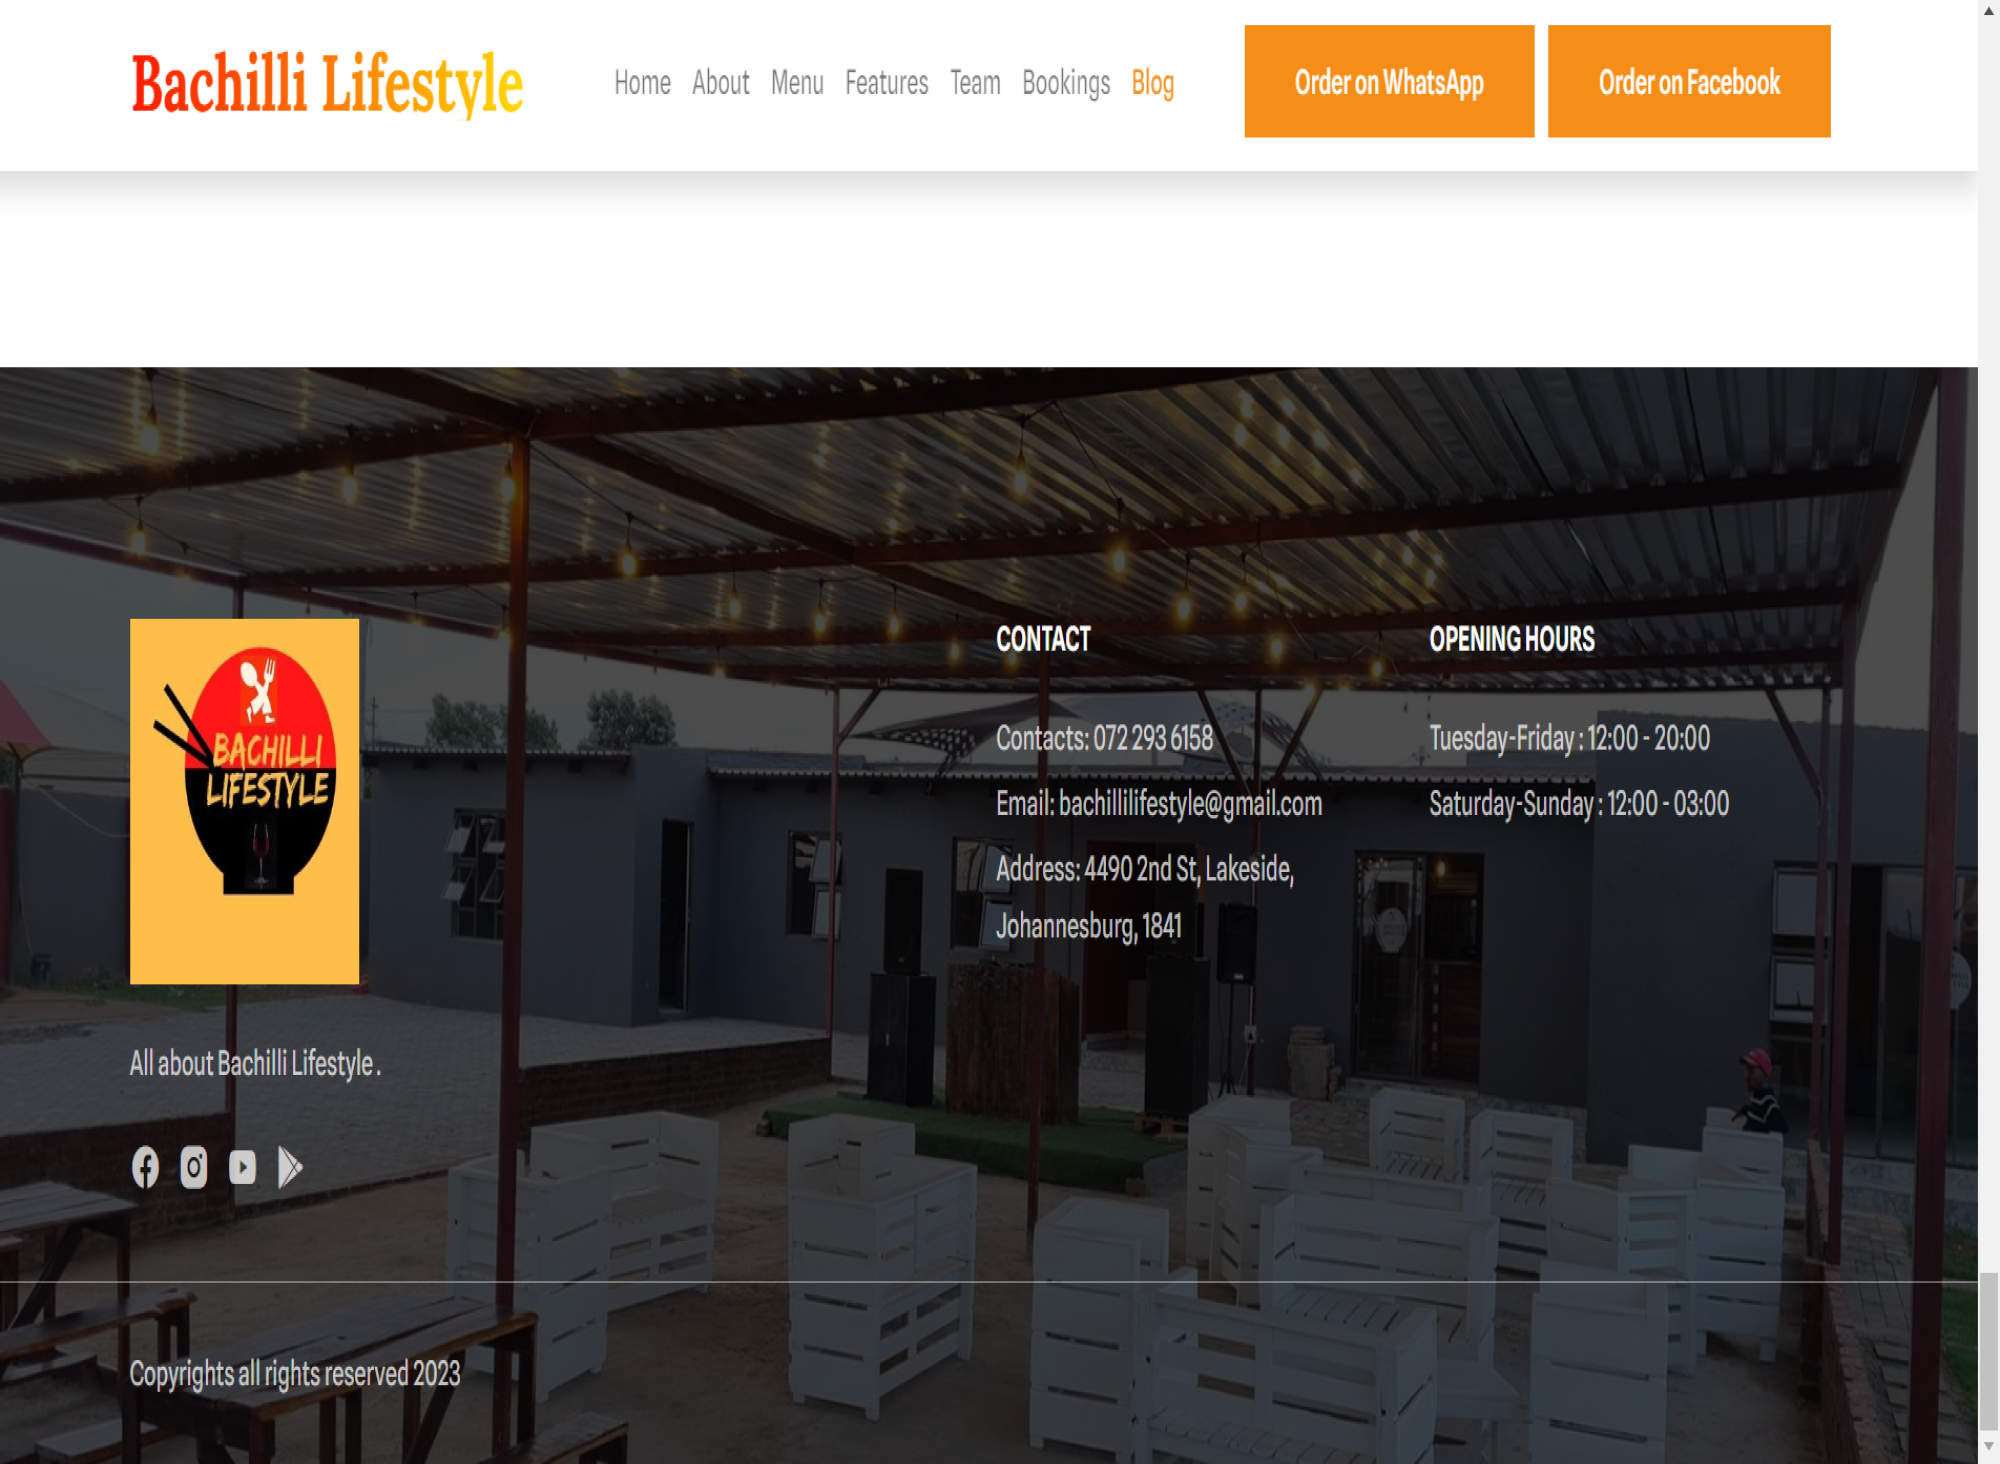 Bachilli Lifestyle
Home About Menu Features Team Bookings Blog
Order on WhatsApp
Order on Facebook
BACHILLI
LIFESTYLE
All about Bachilli Lifestyle .
CONTACT
Contacts: 072 293 6158
Email: bachillilifestyle@gmail.com
Address: 4490 2nd St, Lakeside,
Johannesburg, 1841
OPENING HOURS
Tuesday-Friday : 12:00 - 20:00
Saturday-Sunday : 12:00 - 03:00
Copyrights all rights reserved 2023